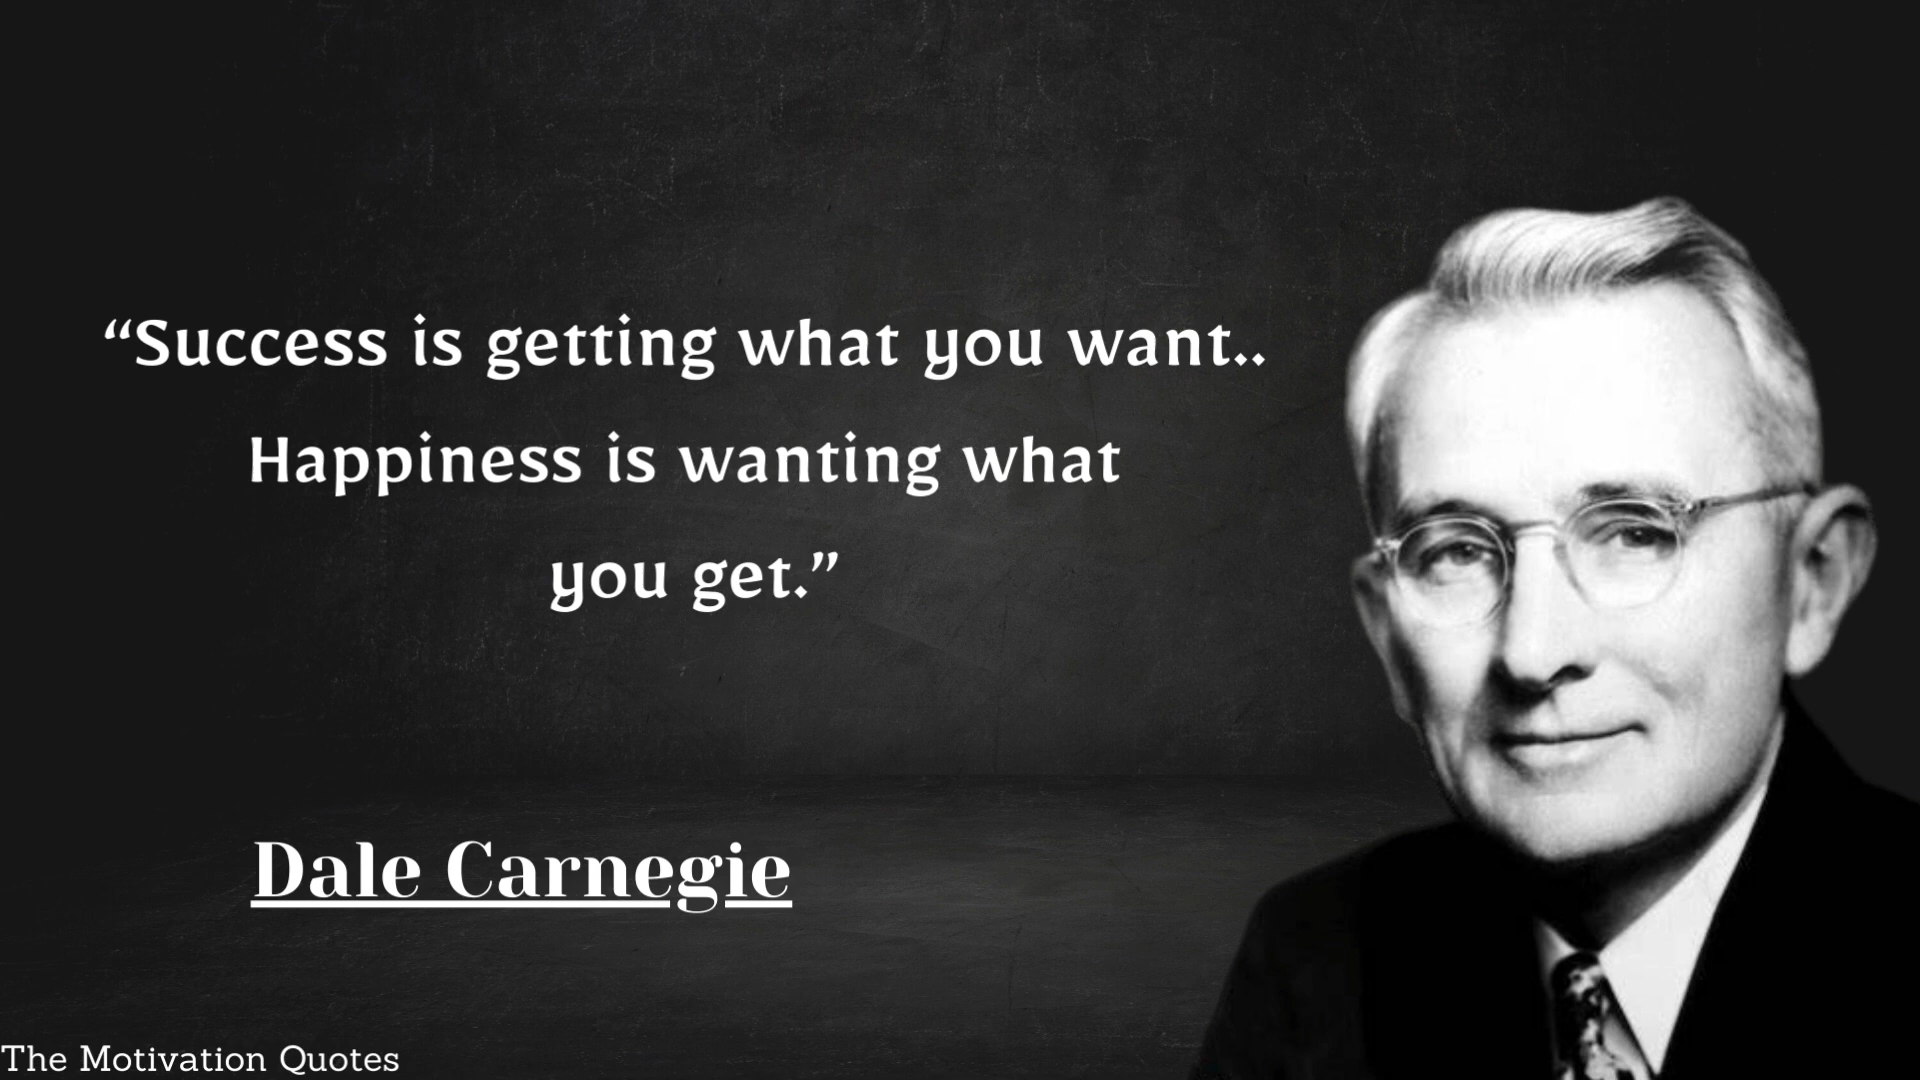 “Success is getting what you want..
Happiness is wanting what
you get.”
Dale Carnegie
The Motivation Quotes